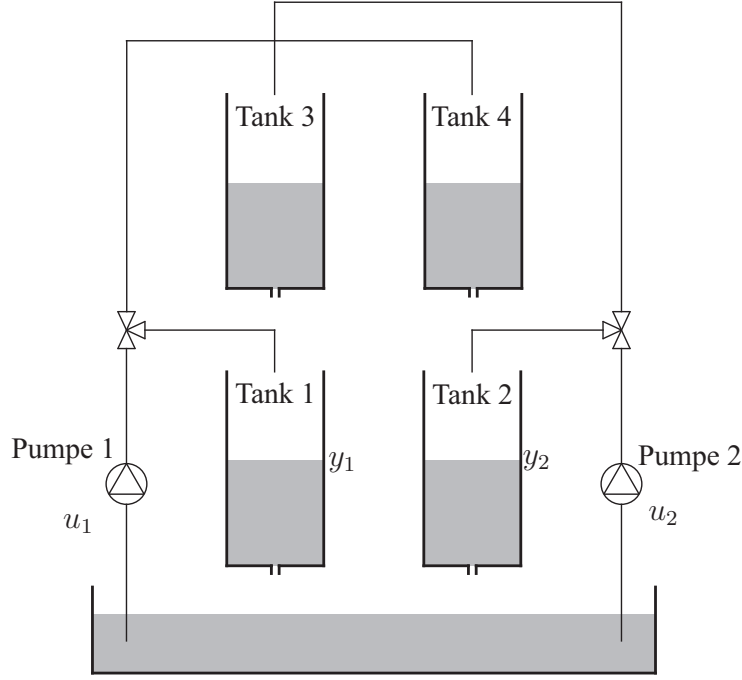 Tank 3
Tank 4
Tank 1
Tank 2
Pumpe 1
y₁
y₂
Pumpe 2
u₁
u₂